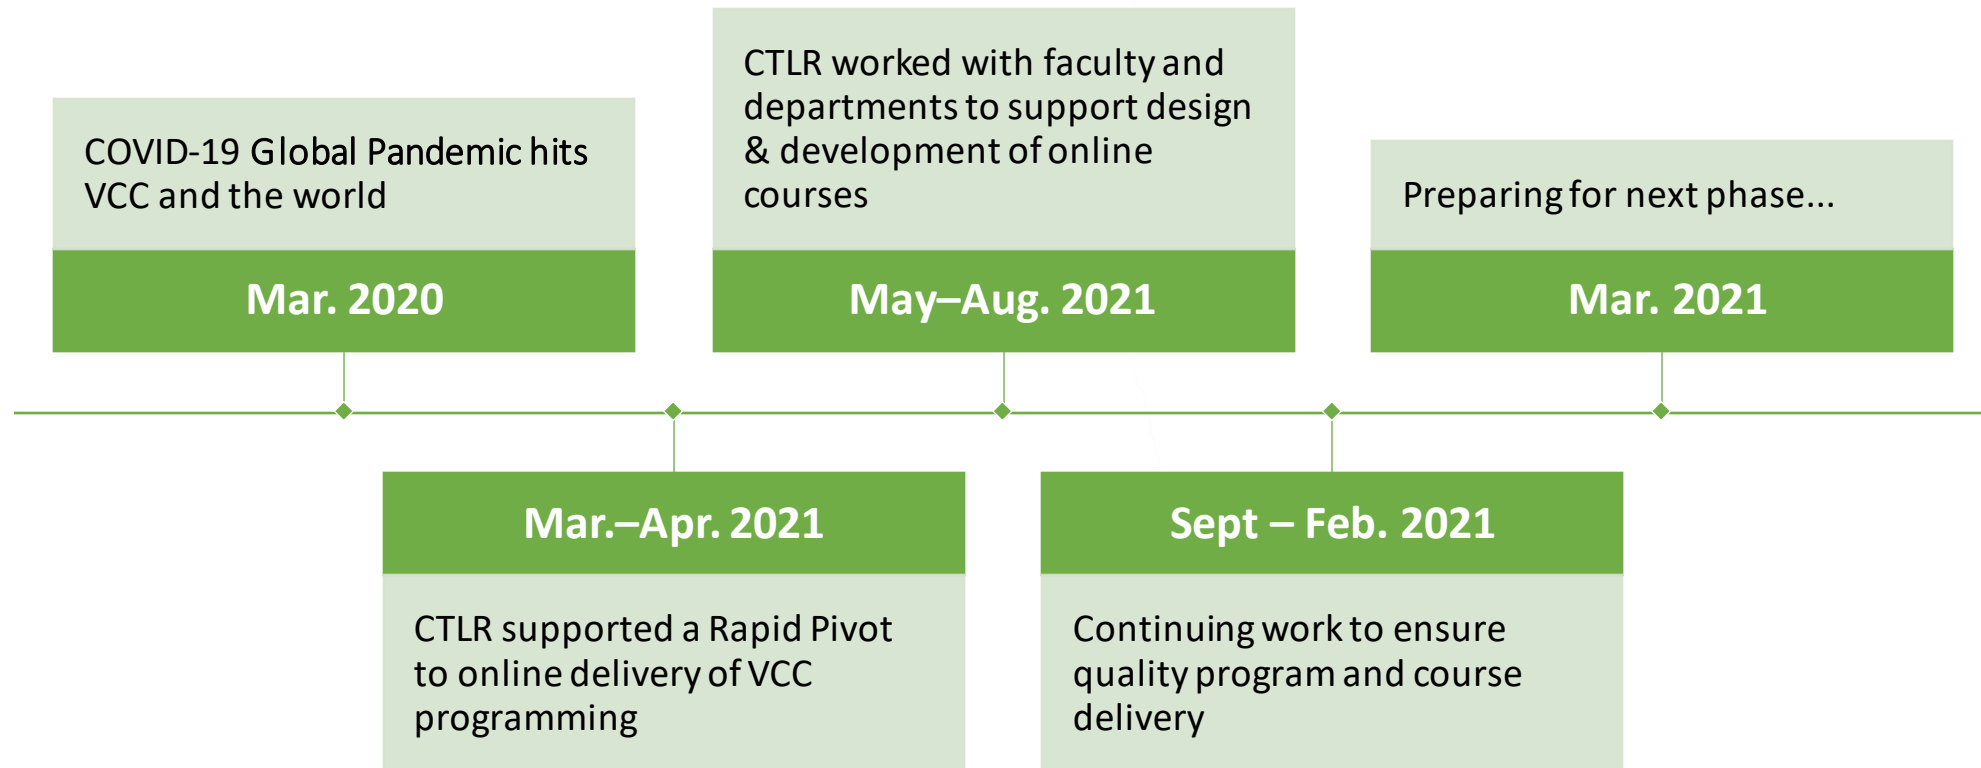 COVID-19 Global Pandemic hits
VCC and the world
Mar. 2020
Mar.–Apr. 2021
CTLR supported a Rapid Pivot
to online delivery of VCC
programming
CTLR worked with faculty and
departments to support design
& development of online
courses
May–Aug. 2021
Sept – Feb. 2021
Continuing work to ensure
quality program and course
delivery
Preparing for next phase...
Mar. 2021